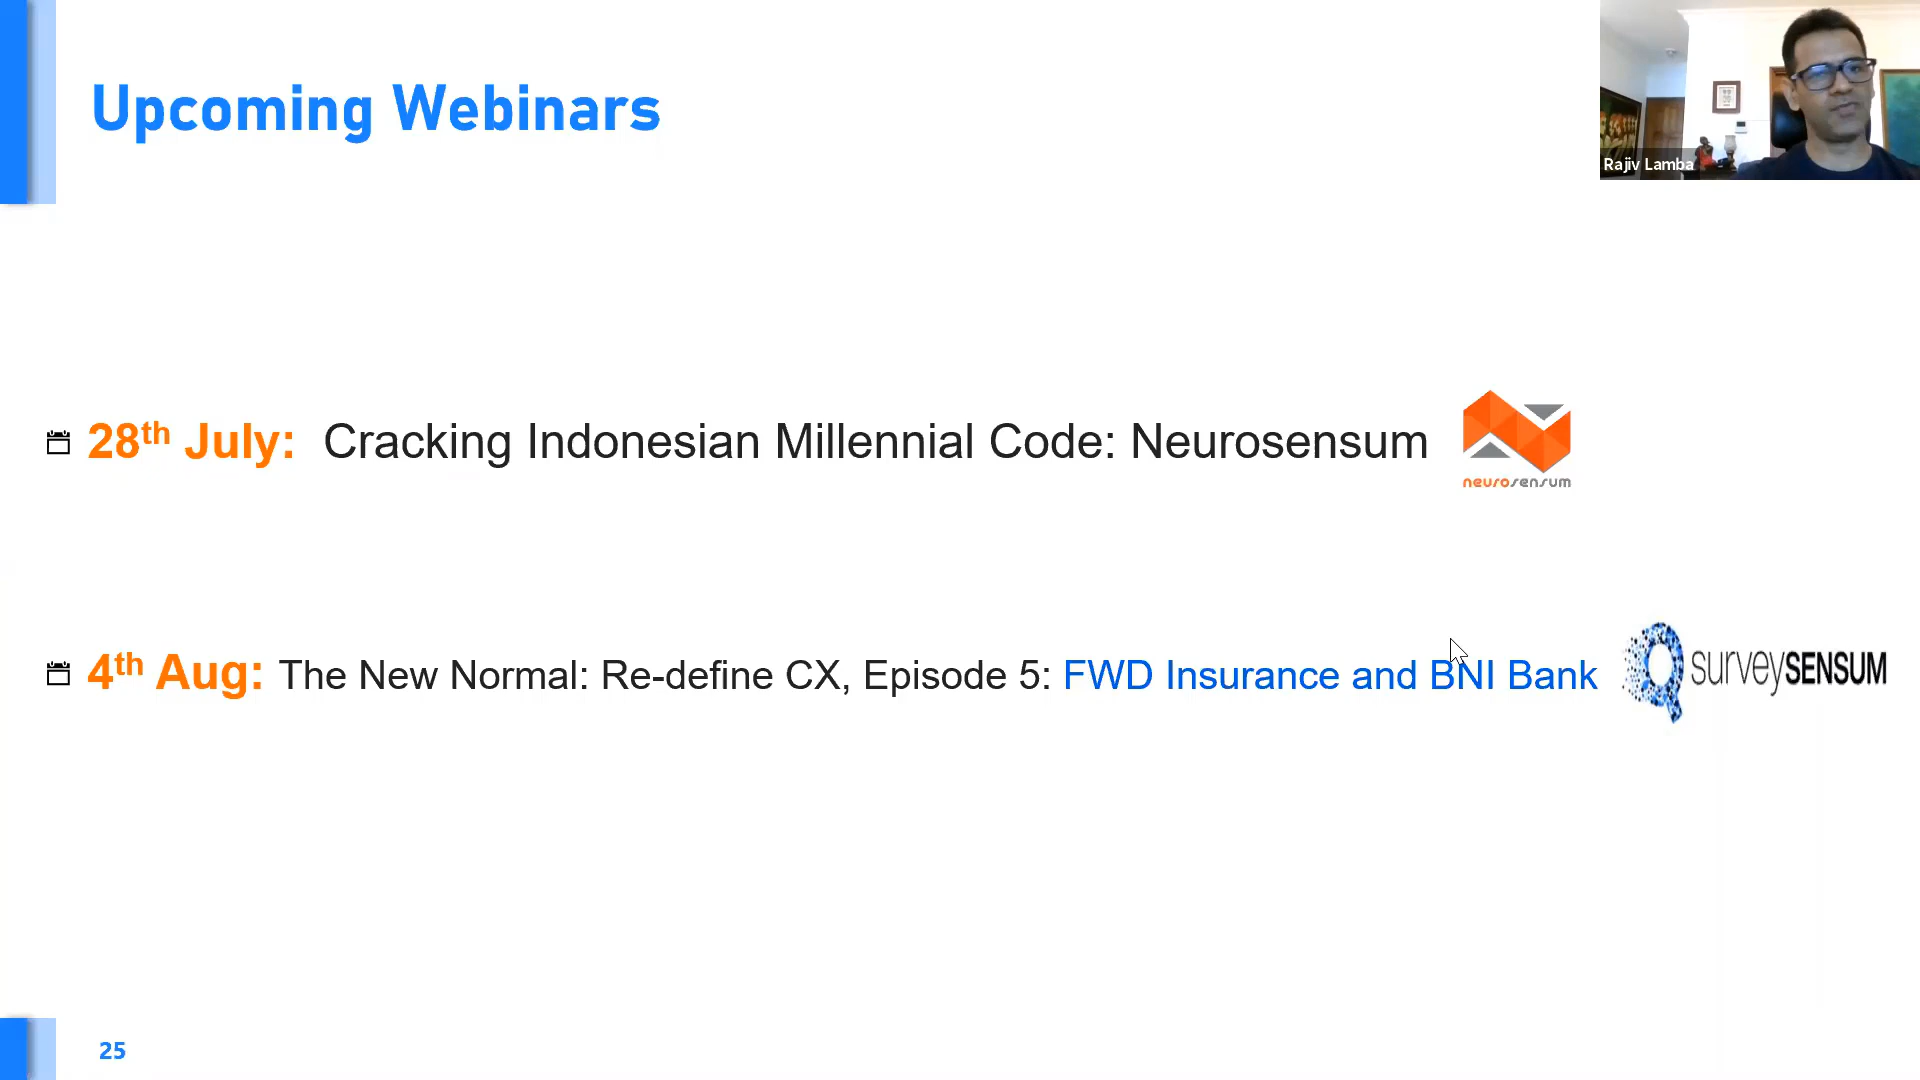 Upcoming Webinars
Rajiv Lamba
28th July: Cracking Indonesian Millennial Code: Neurosensum
neurosensum
4th Aug: The New Normal: Re-define CX, Episode 5: FWD Insurance and BNI Bank
surveySENSUM
25